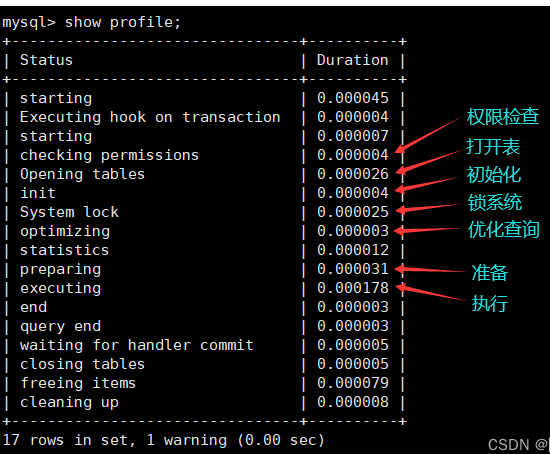 mysql> show profile;
+-------------------------------+----------+
| Status | Duration |
+-------------------------------+----------+
| starting | 0.000045 |
| Executing hook on transaction | 0.000004 |
| starting | 0.000007 |
| checking permissions | 0.000004 | 权限检查
| Opening tables | 0.000026 | 打开表
| init | 0.000004 | 初始化
| System lock | 0.000025 | 锁系统
| optimizing | 0.000003 | 优化查询
| statistics | 0.000012 |
| preparing | 0.000031 | 准备
| executing | 0.000178 | 执行
| end | 0.000003 |
| query end | 0.000003 |
| waiting for handler commit | 0.000005 |
| closing tables | 0.000005 |
| freeing items | 0.000079 |
| cleaning up | 0.000008 |
+-------------------------------+----------+
17 rows in set, 1 warning (0.00 sec)
CSDN